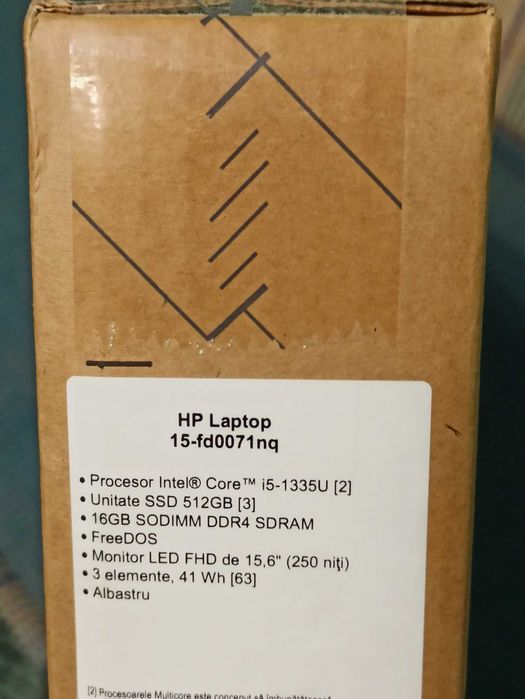 HP Laptop
15-fd0071nq
• Procesor Intel® Core™ i5-1335U [2]
• Unitate SSD 512GB [3]
• 16GB SODIMM DDR4 SDRAM
• FreeDOS
• Monitor LED FHD de 15,6" (250 niți)
• 3 elemente, 41 Wh [63]
• Albastru
[2] Procesoarele Multicore este conceput